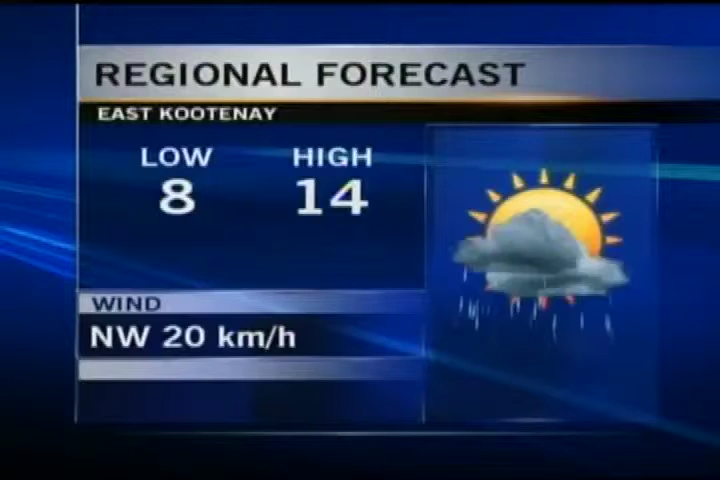 REGIONAL FORECAST
EAST KOOTENAY
LOW HIGH
8 14
WIND
NW 20 km/h